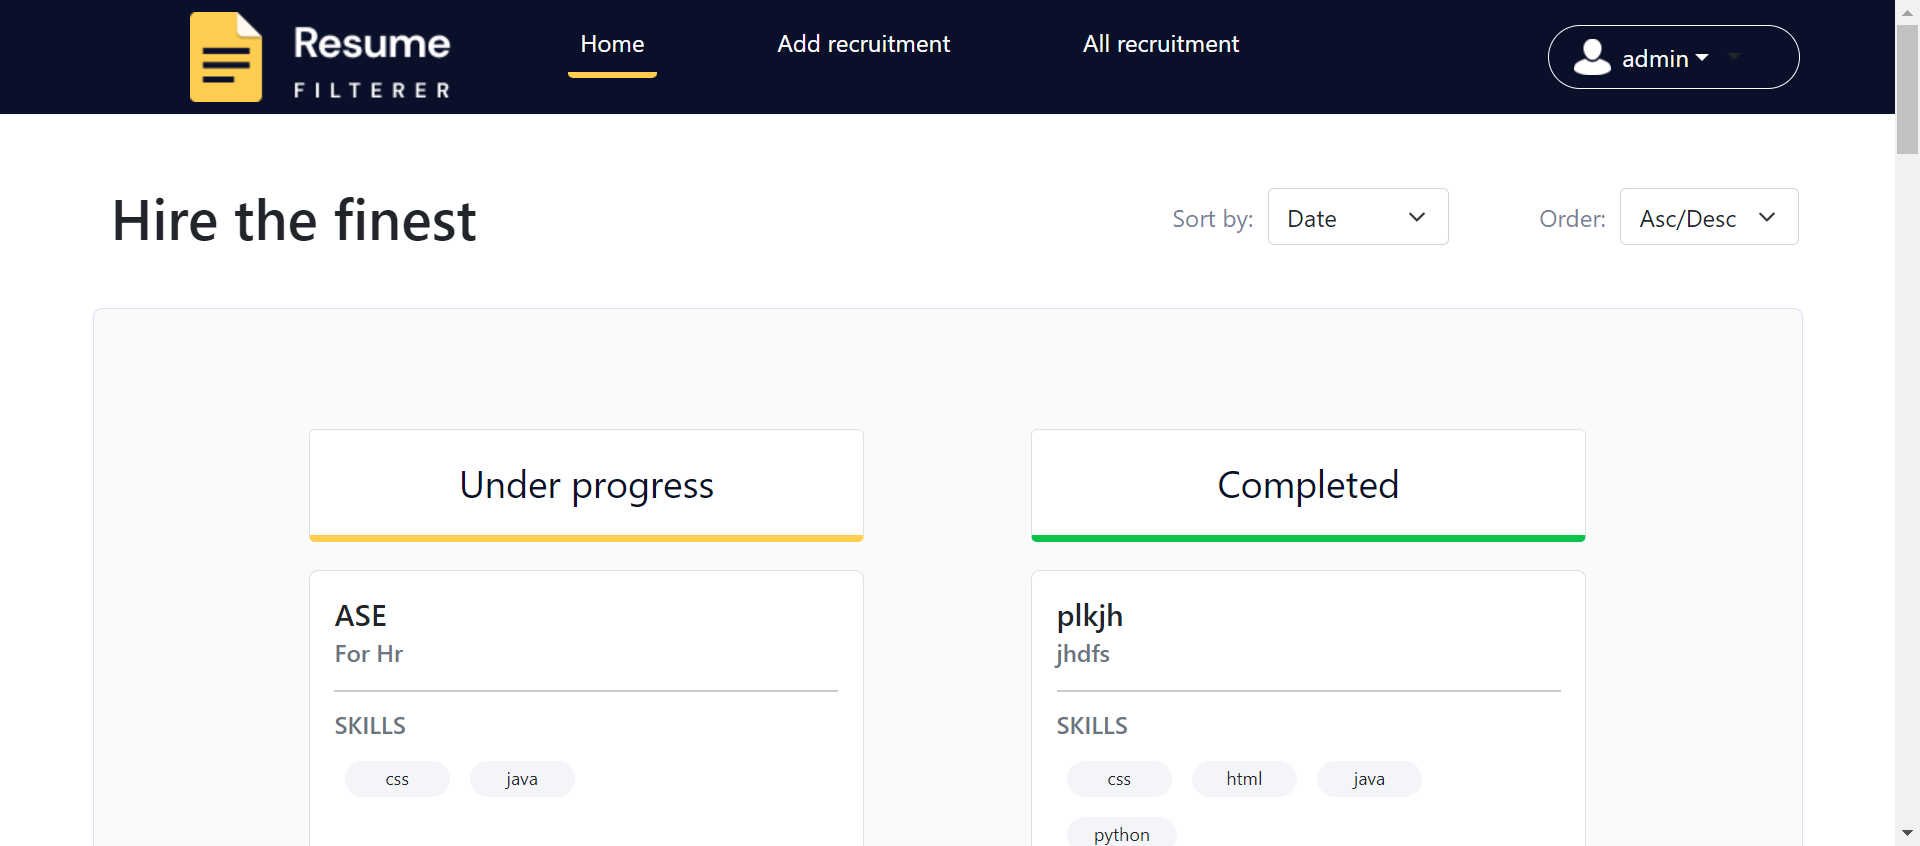 Resume
FILTERER
Home
Add recruitment
All recruitment
admin
Hire the finest
Sort by:
Date
Order:
Asc/Desc
Under progress
Completed
ASE
For Hr
SKILLS
css
java
plkjh
jhdfs
SKILLS
css
html
java
python